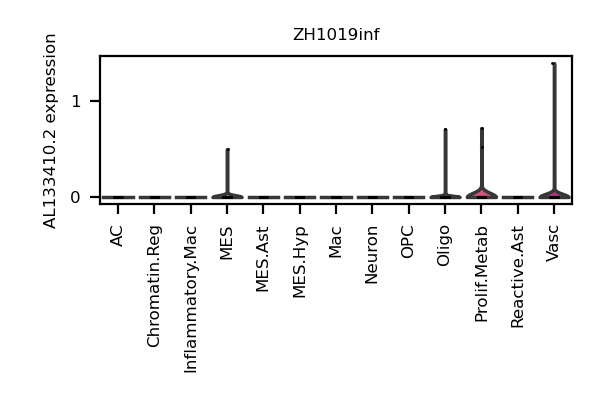 ZH1019inf
AL133410.2 expression
1
0
AC
Chromatin.Reg
Inflammatory.Mac
MES
MES.Ast
MES.Hyp
Mac
Neuron
OPC
Oligo
Prolif.Metab
Reactive.Ast
Vasc